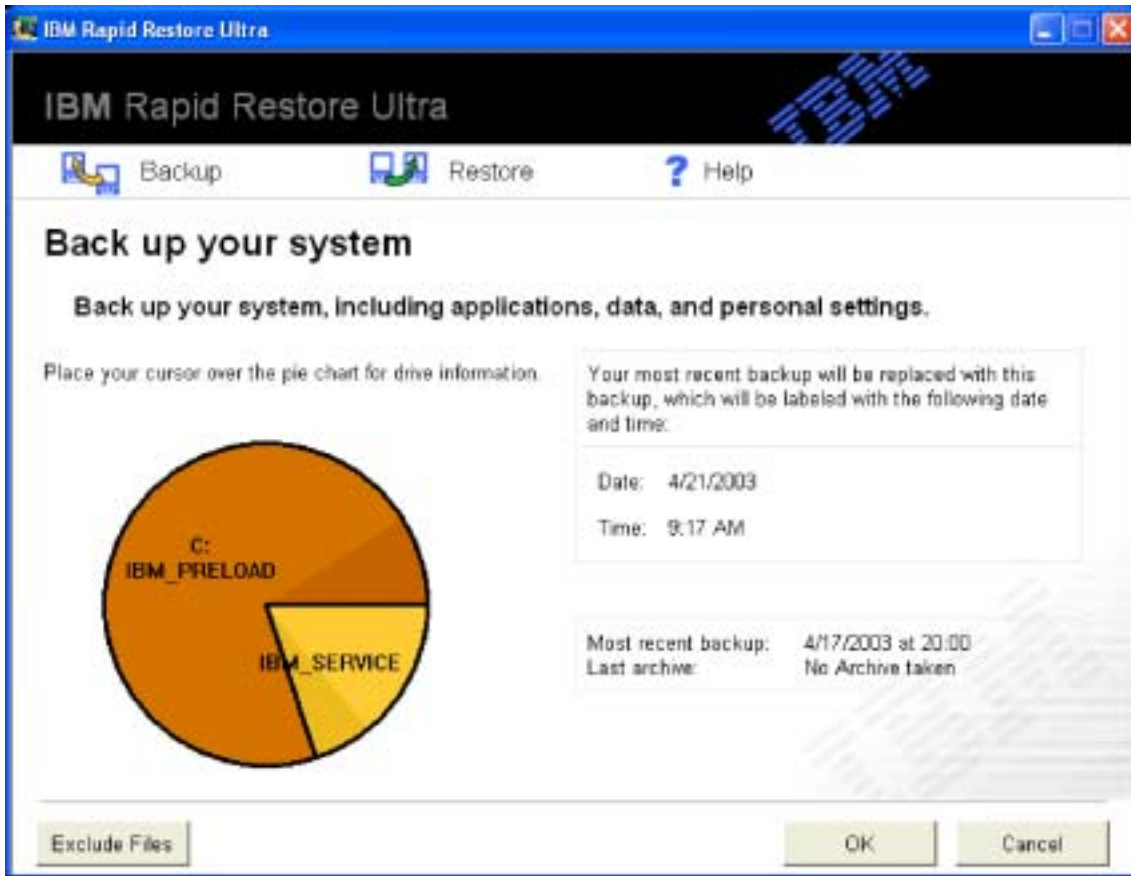 IBM Rapid Restore Ultra
IBM Rapid Restore Ultra
IBM
Backup
Restore
? Help
Back up your system
Back up your system, including applications, data, and personal settings.
Place your cursor over the pie chart for drive information.
C:
IBM_PRELOAD
IBM_SERVICE
Your most recent backup will be replaced with this
backup, which will be labeled with the following date
and time:
Date: 4/21/2003
Time: 9:17 AM
Most recent backup: 4/17/2003 at 20:00
Last archive: No Archive taken
IBM
Exclude Files
OK
Cancel